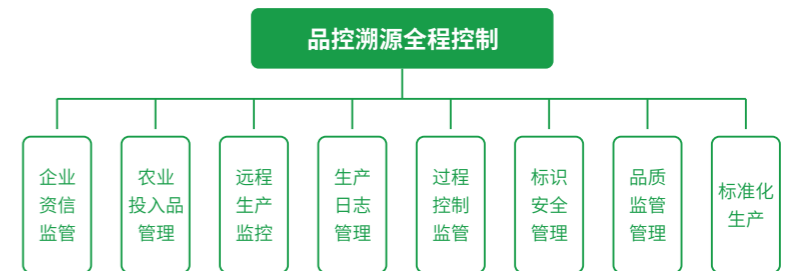 品控溯源全程控制
企业
资信
监管
农业
投入品
管理
远程
生产
监控
生产
日志
管理
过程
控制
监管
标识
安全
管理
品质
监管
管理
标准化
生产